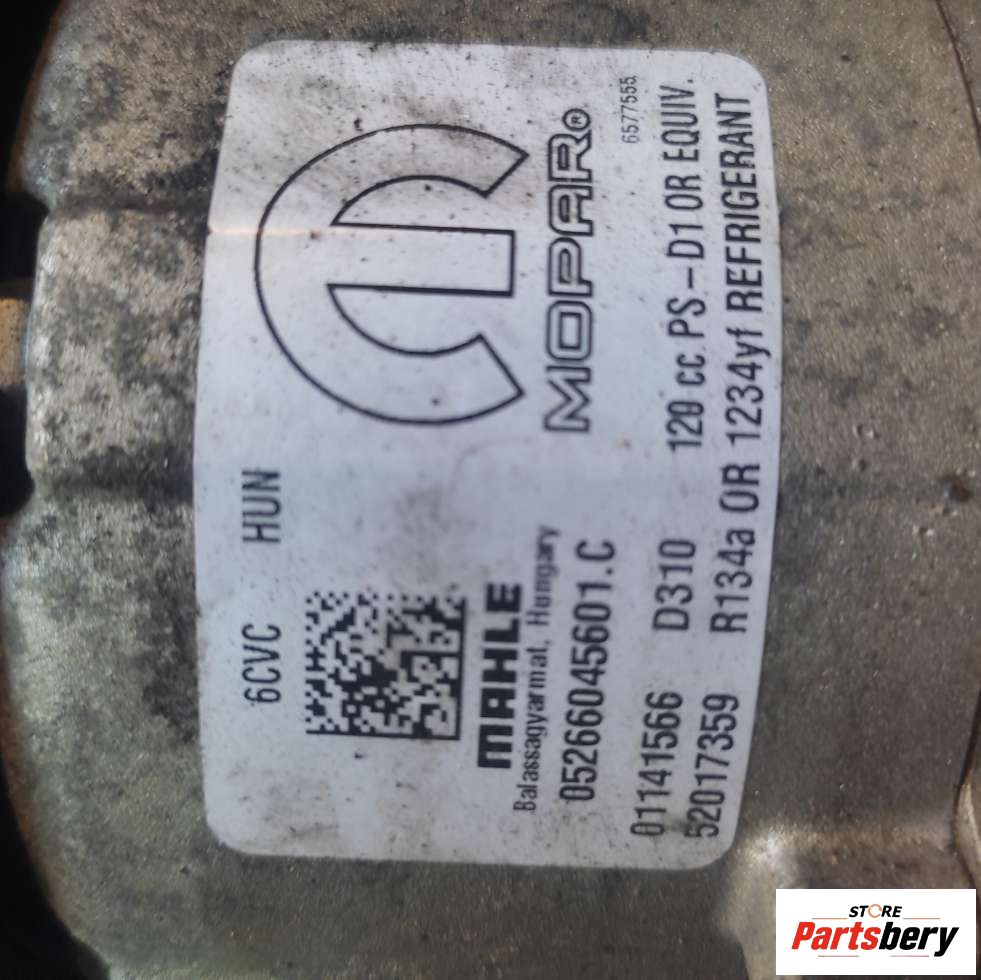 6CVC HUN
MOPAR®
6577555
MAHLE
Balassagyarmat, Hungary
05266045601.C
01141566 D310 120 cc PS-D1 OR EQUIV.
52017359 R134a OR 1234yf REFRIGERANT
STORE
Partsbery